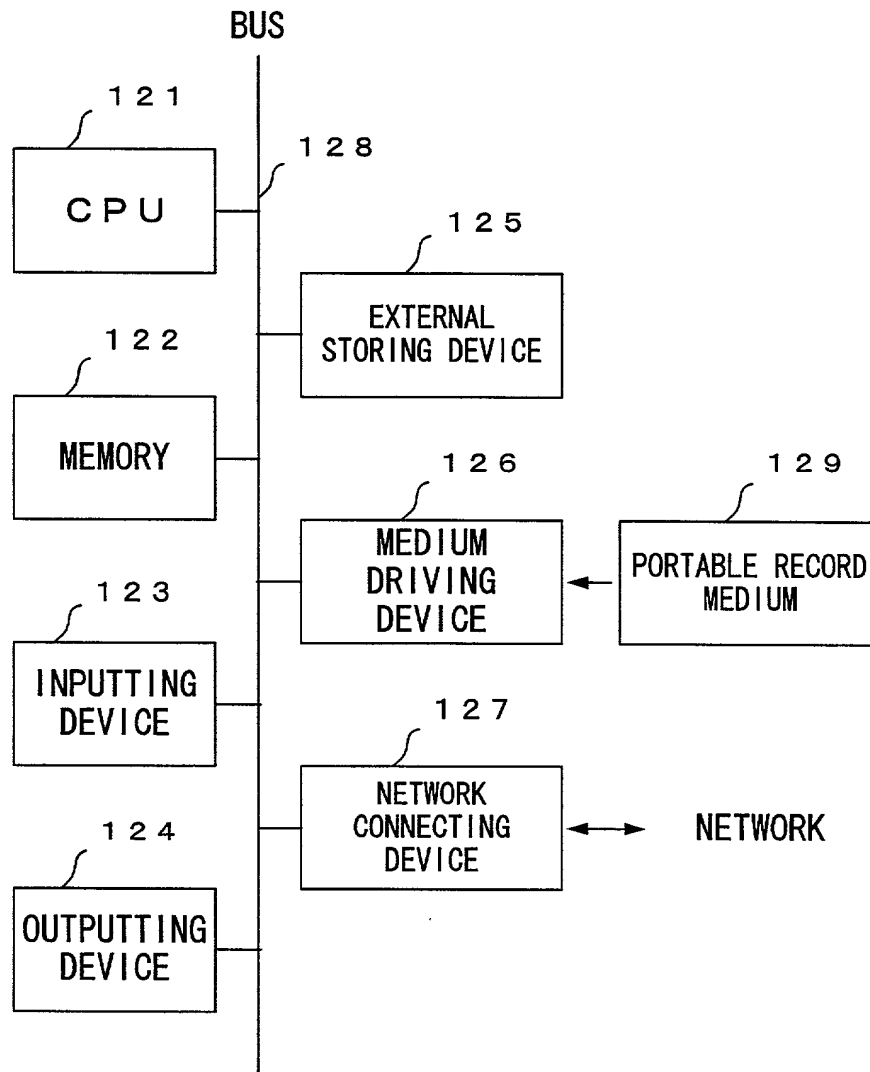 BUS
121
CPU
128
125
EXTERNAL
STORING DEVICE
122
MEMORY
126
MEDIUM
DRIVING
DEVICE
129
PORTABLE RECORD
MEDIUM
123
INPUTTING
DEVICE
127
NETWORK
CONNECTING
DEVICE
NETWORK
124
OUTPUTTING
DEVICE